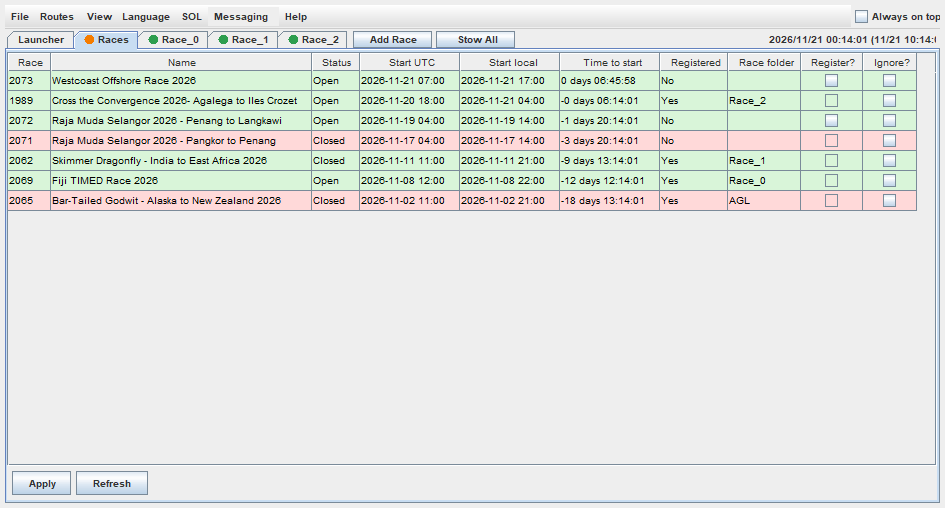 File Routes View Language SOL Messaging Help Always on top
Launcher Races Race_0 Race_1 Race_2 Add Race Stow All 2026/11/21 00:14:01 (11/21 10:14:0
Race Name Status Start UTC Start local Time to start Registered Race folder Register? Ignore?
2073 Westcoast Offshore Race 2026 Open 2026-11-21 07:00 2026-11-21 17:00 0 days 06:45:58 No
1989 Cross the Convergence 2026- Agalega to Iles Crozet Open 2026-11-20 18:00 2026-11-21 04:00 -0 days 06:14:01 Yes Race_2
2072 Raja Muda Selangor 2026 - Penang to Langkawi Open 2026-11-19 04:00 2026-11-19 14:00 -1 days 20:14:01 No
2071 Raja Muda Selangor 2026 - Pangkor to Penang Closed 2026-11-17 04:00 2026-11-17 14:00 -3 days 20:14:01 No
2062 Skimmer Dragonfly - India to East Africa 2026 Closed 2026-11-11 11:00 2026-11-11 21:00 -9 days 13:14:01 Yes Race_1
2069 Fiji TIMED Race 2026 Open 2026-11-08 12:00 2026-11-08 22:00 -12 days 12:14:01 Yes Race_0
2065 Bar-Tailed Godwit - Alaska to New Zealand 2026 Closed 2026-11-02 11:00 2026-11-02 21:00 -18 days 13:14:01 Yes AGL
Apply Refresh